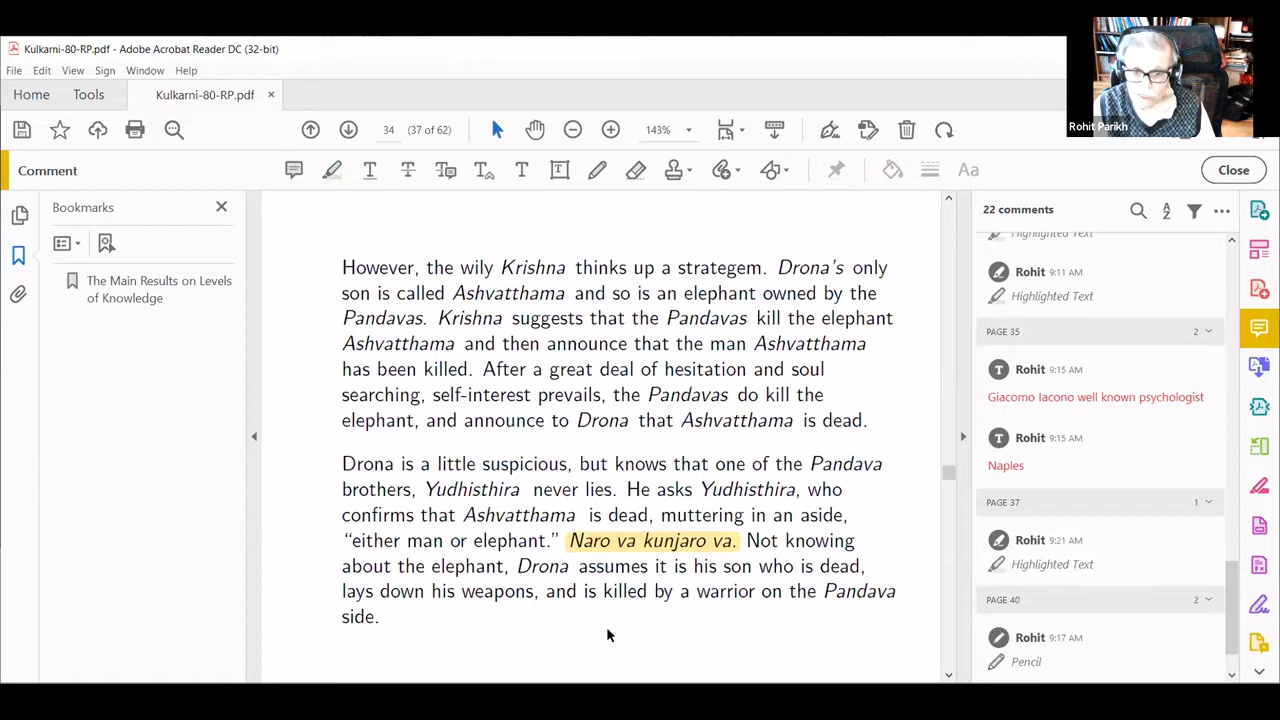 Kulkarni-80-RP.pdf - Adobe Acrobat Reader DC (32-bit)
File Edit View Sign Window Help
Home Tools Kulkarni-80-RP.pdf ×
34 (37 of 62) 143%
Comment Aa Close
Bookmarks
The Main Results on Levels
of Knowledge
However, the wily Krishna thinks up a strategem. Drona's only
son is called Ashvatthama and so is an elephant owned by the
Pandavas. Krishna suggests that the Pandavas kill the elephant
Ashvatthama and then announce that the man Ashvatthama
has been killed. After a great deal of hesitation and soul
searching, self-interest prevails, the Pandavas do kill the
elephant, and announce to Drona that Ashvatthama is dead.
Drona is a little suspicious, but knows that one of the Pandava
brothers, Yudhisthira never lies. He asks Yudhisthira, who
confirms that Ashvatthama is dead, muttering in an aside,
“either man or elephant.” Naro va kunjaro va. Not knowing
about the elephant, Drona assumes it is his son who is dead,
lays down his weapons, and is killed by a warrior on the Pandava
side.
22 comments
Highlighted Text
Rohit 9:11 AM
Highlighted Text
PAGE 35 2
Rohit 9:15 AM
Giacomo Iacono well known psychologist
Rohit 9:15 AM
Naples
PAGE 37 1
Rohit 9:21 AM
Highlighted Text
PAGE 40 2
Rohit 9:17 AM
Pencil
Rohit Parikh